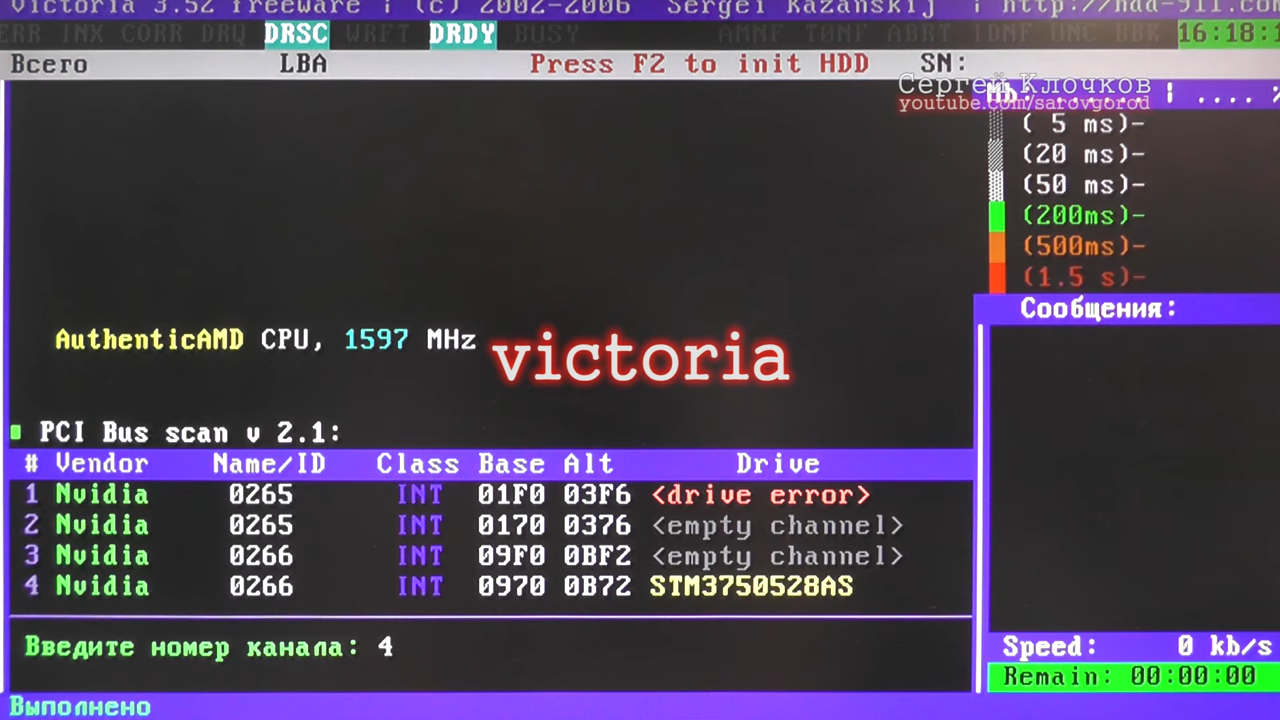 Victoria 3.52 freeware | (c) 2002-2006 Sergei Kazanskij | http://hdd-911.com
ERR INX CORR DRQ DRSC WRFT DRDY BUSY AMNF T0NF ABRT IDNF UNC BBK 16:18:1
Всего LBA Press F2 to init HDD SN:
Сергей Клочков
youtube.com/sarovgorod
( 5 ms)-
(20 ms)-
(50 ms)-
(200ms)-
(500ms)-
(1.5 s)-
Сообщения:
AuthenticAMD CPU, 1597 MHz
victoria
PCI Bus scan v 2.1:
# Vendor Name/ID Class Base Alt Drive
1 Nvidia 0265 INT 01F0 03F6 <drive error>
2 Nvidia 0265 INT 0170 0376 <empty channel>
3 Nvidia 0266 INT 09F0 0BF2 <empty channel>
4 Nvidia 0266 INT 0970 0B72 STM3750528AS
Введите номер канала: 4
Speed: 0 kb/s
Remain: 00:00:00
Выполнено